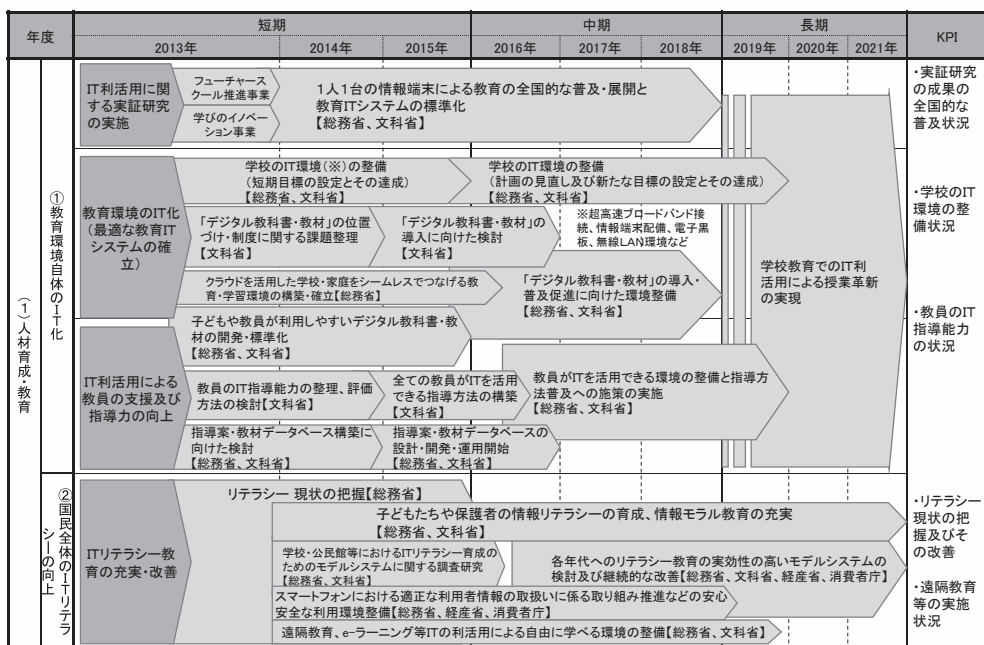 年度
短期
中期
長期
KPI
2013年
2014年
2015年
2016年
2017年
2018年
2019年
2020年
2021年
(1)人材育成・教育
①教育環境自体のIT化
IT利活用に関
する実証研究
の実施
フューチャース
クール推進事業
学びのイノベー
ション事業
1人1台の情報端末による教育の全国的な普及・展開と
教育ITシステムの標準化
【総務省、文科省】
・実証研究
の成果の
全国的な
普及状況
教育環境のIT化
(最適な教育IT
システムの確
立)
学校のIT環境(※)の整備
(短期目標の設定とその達成)
【総務省、文科省】
学校のIT環境の整備
(計画の見直し及び新たな目標の設定とその達成)
【総務省、文科省】
「デジタル教科書・教材」の位置
づけ・制度に関する課題整理
【文科省】
「デジタル教科書・教材」の
導入に向けた検討
【文科省】
※超高速ブロードバンド接
続、情報端末配備、電子黒
板、無線LAN環境など
クラウドを活用した学校・家庭をシームレスでつなげる教
育・学習環境の構築・確立【総務省】
「デジタル教科書・教材」の導入・
普及促進に向けた環境整備
【総務省、文科省】
学校教育でのIT利
活用による授業革新
の実現
・学校のIT
環境の整
備状況
・教員のIT
指導能力
の状況
子どもや教員が利用しやすいデジタル教科書・教
材の開発・標準化
【総務省、文科省】
IT利活用による
教員の支援及び
指導力の向上
教員のIT指導能力の整理、評価
方法の検討【文科省】
全ての教員がITを活用
できる指導方法の構築
【文科省】
教員がITを活用できる環境の整備と指導方
法普及への施策の実施
【総務省、文科省】
指導案・教材データベース構築に
向けた検討
【総務省、文科省】
指導案・教材データベースの
設計・開発・運用開始
【総務省、文科省】
②国民全体のITリテラ
シーの向上
ITリテラシー教
育の充実・改善
リテラシー 現状の把握【総務省】
子どもたちや保護者の情報リテラシーの育成、情報モラル教育の充実
【総務省、文科省】
学校・公民館等におけるITリテラシー育成の
ためのモデルシステムに関する調査研究
【総務省、文科省】
各年代へのリテラシー教育の実効性の高いモデルシステムの
検討及び継続的な改善【総務省、文科省、経産省、消費者庁】
スマートフォンにおける適正な利用者情報の取扱いに係る取り組み推進などの安心
安全な利用環境整備【総務省、経産省、消費者庁】
遠隔教育、e-ラーニング等ITの利活用による自由に学べる環境の整備【総務省、文科省】
・リテラシー
現状の把
握及びそ
の改善
・遠隔教育
等の実施
状況